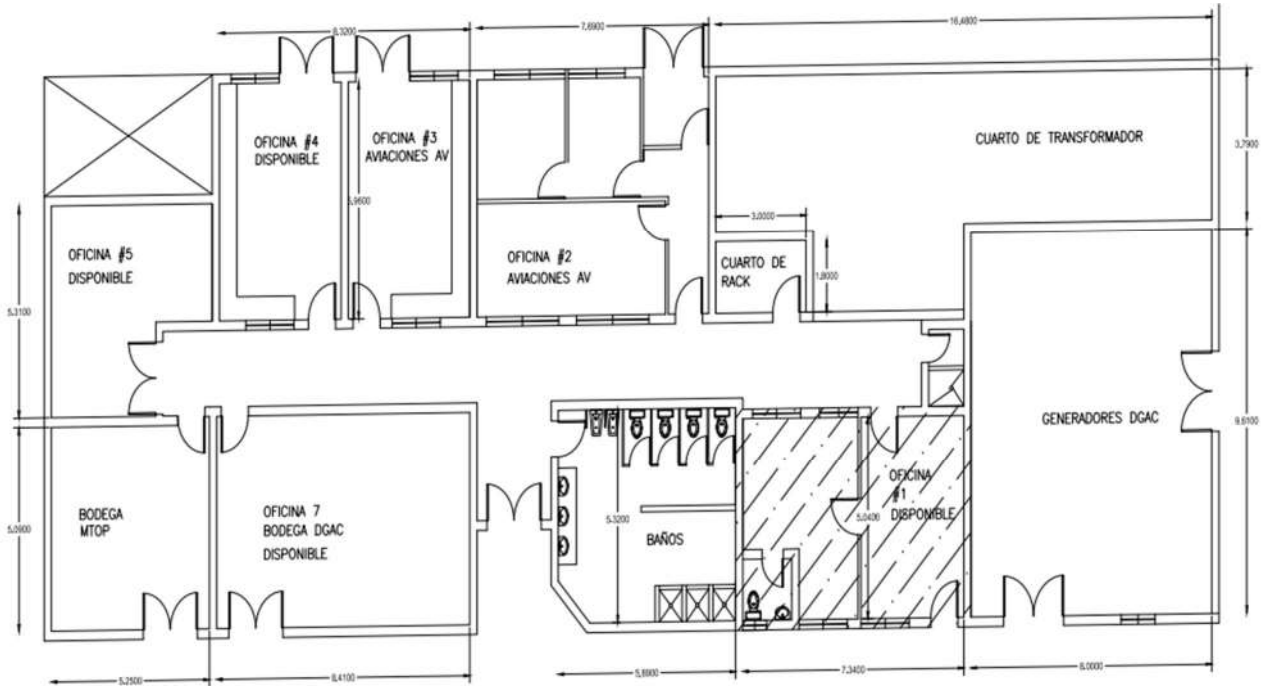 8,3200
7,6900
16,4800
OFICINA #4
DISPONIBLE
OFICINA #3
AVIACIONES AV
CUARTO DE TRANSFORMADOR
3,7900
5,9600
3,0000
OFICINA #5
DISPONIBLE
OFICINA #2
AVIACIONES AV
CUARTO DE
RACK
1,8000
5,3100
GENERADORES DGAC
9,6100
OFICINA
#1
DISPONIBLE
5,0400
5,3200
BAÑOS
BODEGA
MTOP
OFICINA 7
BODEGA DGAC
DISPONIBLE
5,0900
5,2500
8,4100
5,8900
7,3400
8,0000